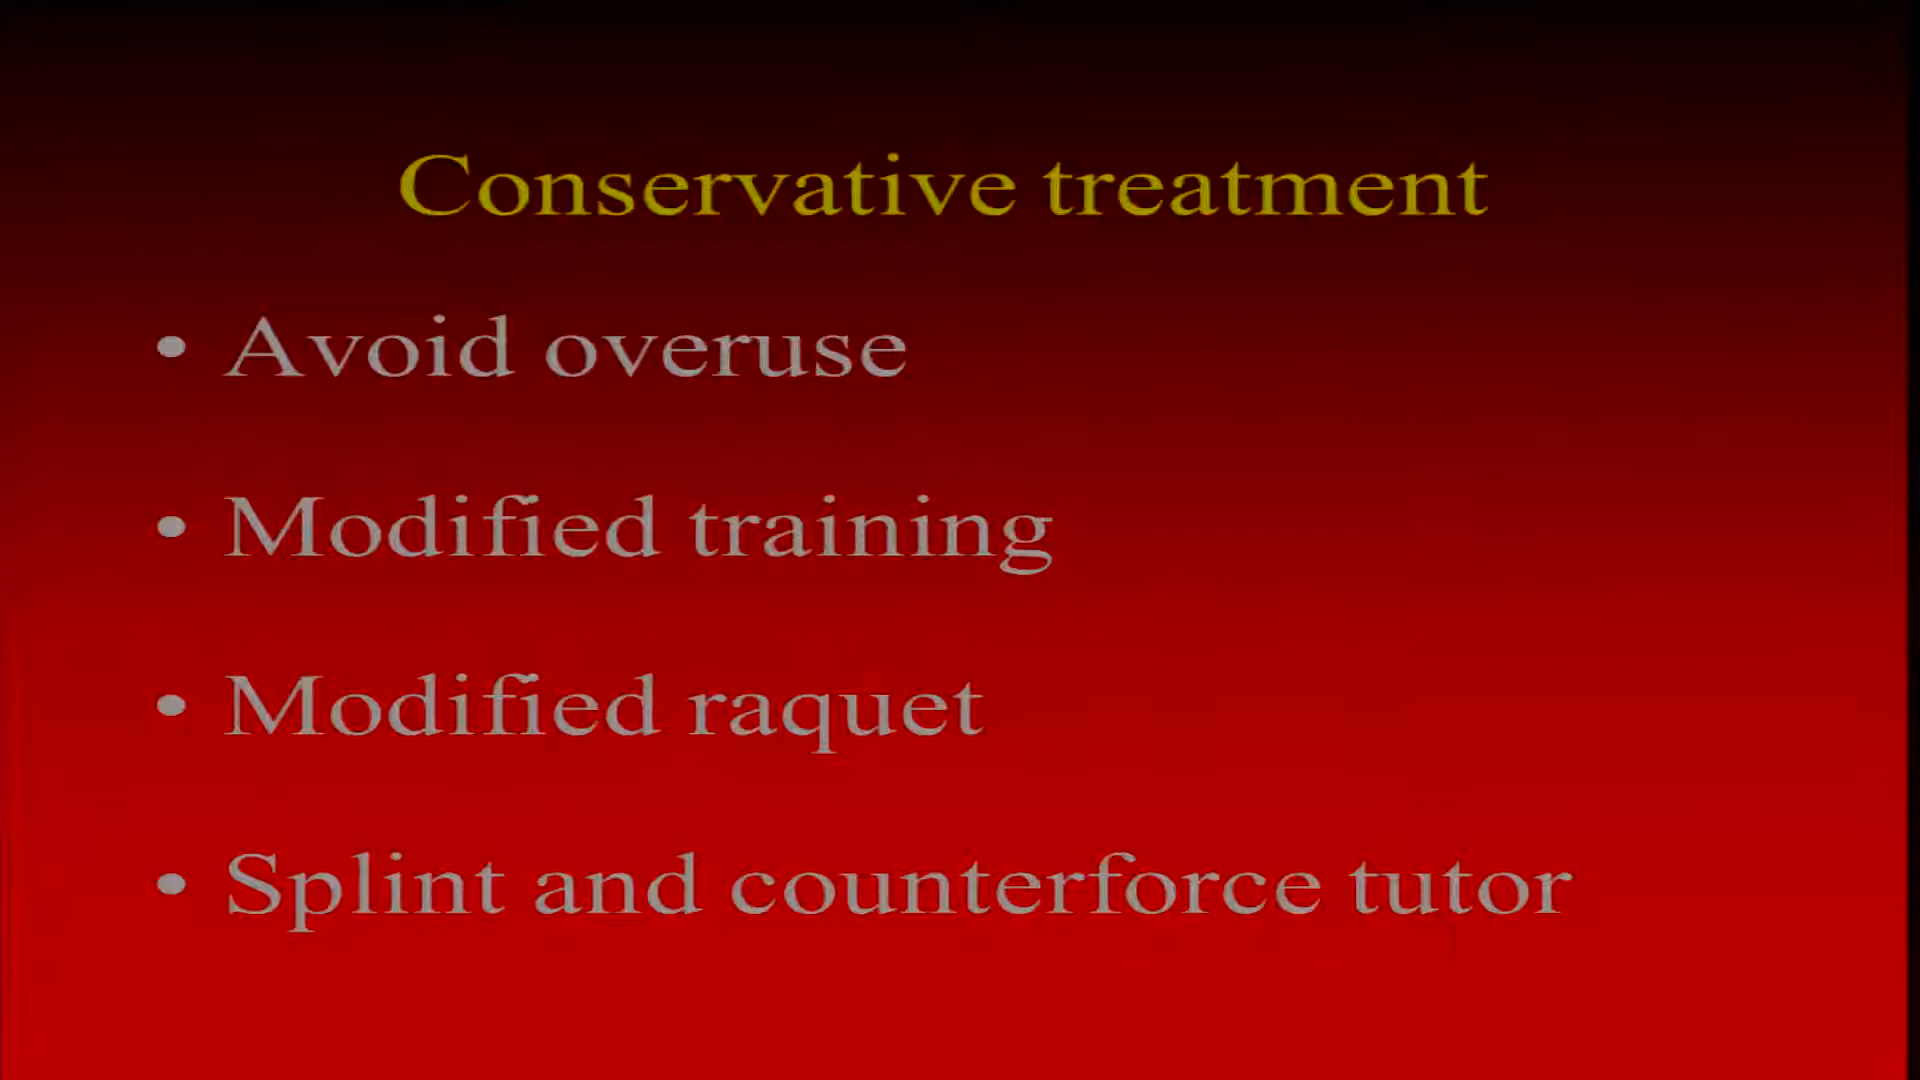 Conservative treatment
• Avoid overuse
• Modified training
• Modified raquet
• Splint and counterforce tutor